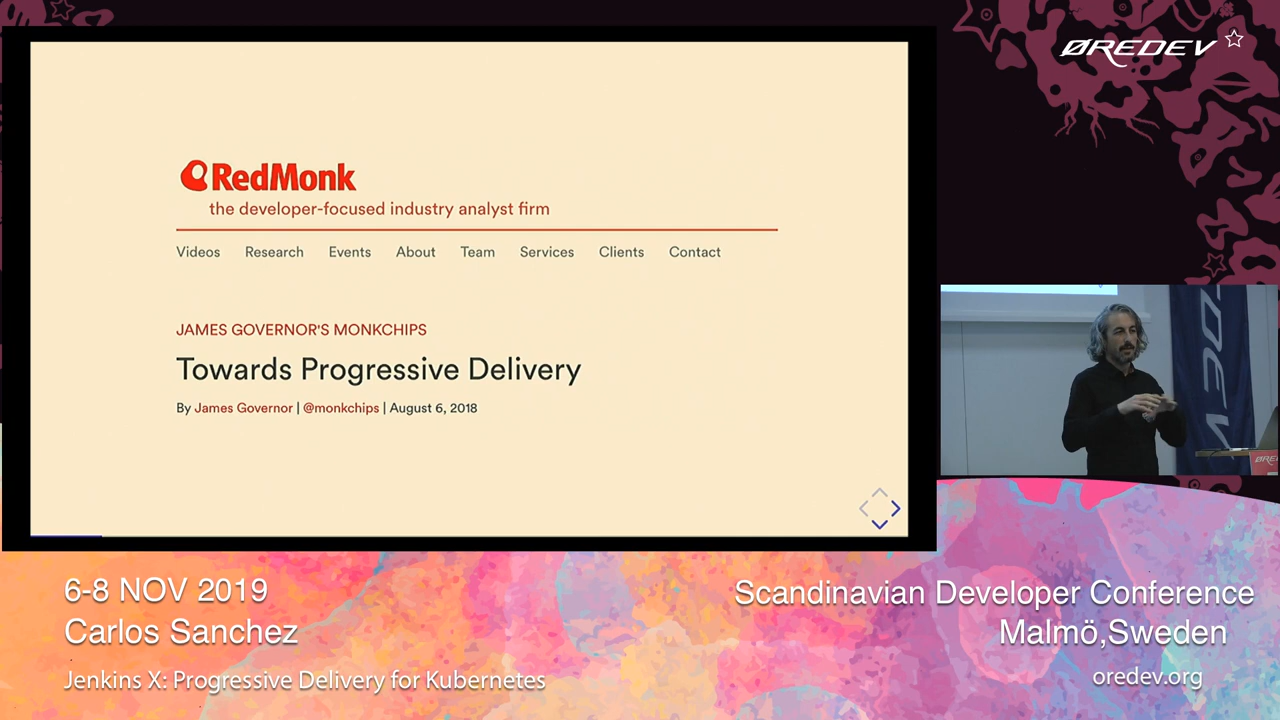 ØREDEV
RedMonk
the developer-focused industry analyst firm
Videos Research Events About Team Services Clients Contact
JAMES GOVERNOR'S MONKCHIPS
Towards Progressive Delivery
By James Governor | @monkchips | August 6, 2018
6-8 NOV 2019
Carlos Sanchez
Jenkins X: Progressive Delivery for Kubernetes
Scandinavian Developer Conference
Malmö,Sweden
oredev.org